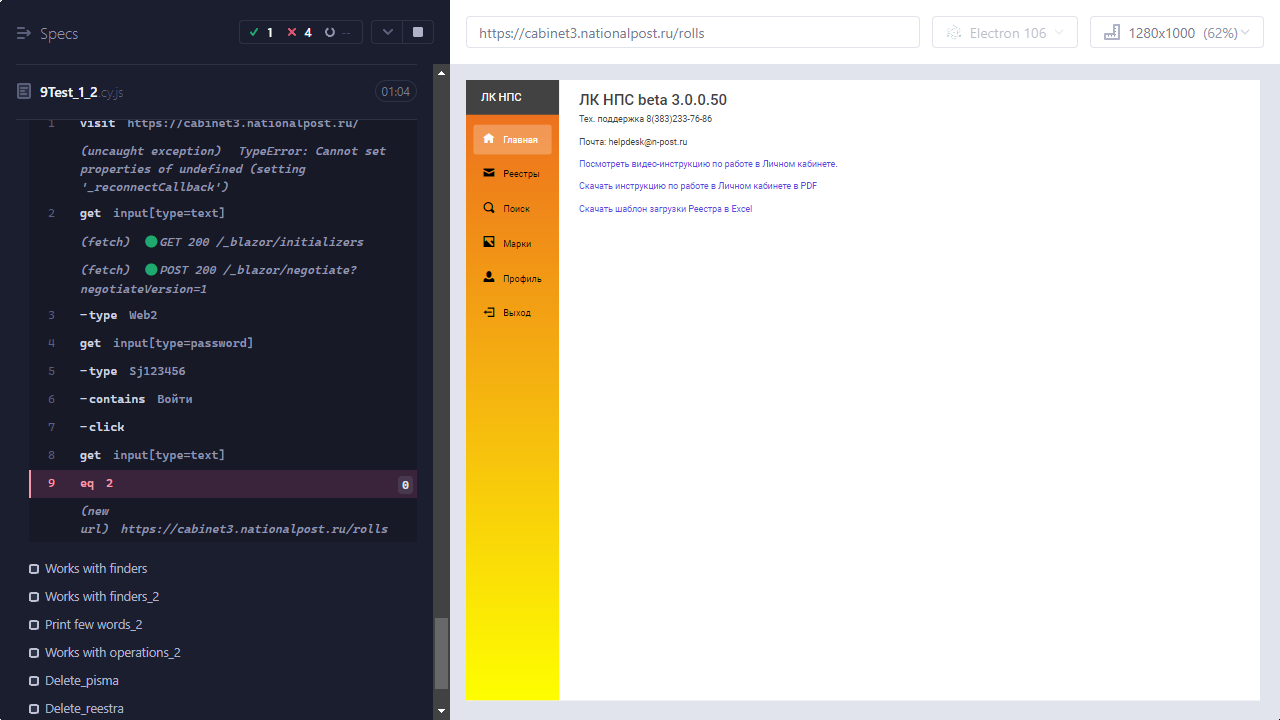 Specs
1 4 --
https://cabinet3.nationalpost.ru/rolls
Electron 106
1280x1000 (62%)
9Test_1_2.cy.js 01:04
1 visit https://cabinet3.nationalpost.ru/
(uncaught exception) TypeError: Cannot set
properties of undefined (setting
'_reconnectCallback')
2 get input[type=text]
(fetch) GET 200 /_blazor/initializers
(fetch) POST 200 /_blazor/negotiate?
negotiateVersion=1
3 -type Web2
4 get input[type=password]
5 -type Sj123456
6 -contains Войти
7 -click
8 get input[type=text]
9 eq 2 0
(new
url) https://cabinet3.nationalpost.ru/rolls
Works with finders
Works with finders_2
Print few words_2
Works with operations_2
Delete_pisma
Delete_reestra
ЛК НПС
Главная
Реестры
Поиск
Марки
Профиль
Выход
ЛК НПС beta 3.0.0.50
Тех. поддержка 8(383)233-76-86
Почта: helpdesk@n-post.ru
Посмотреть видео-инструкцию по работе в Личном кабинете.
Скачать инструкцию по работе в Личном кабинете в PDF
Скачать шаблон загрузки Реестра в Excel